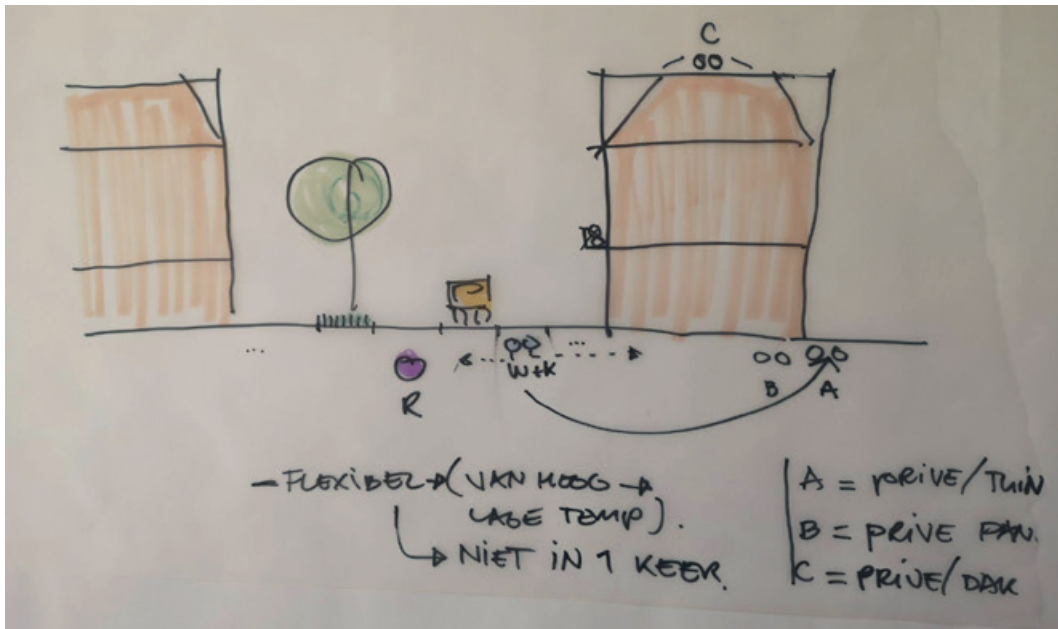 C
...
...
W+K
R
B
A
- FLEXIBEL → (VAN HOOG →
LAGE TEMP).
→ NIET IN 1 KEER.
A = PRIVE/TUIN
B = PRIVE PAN.
C = PRIVE/DAK